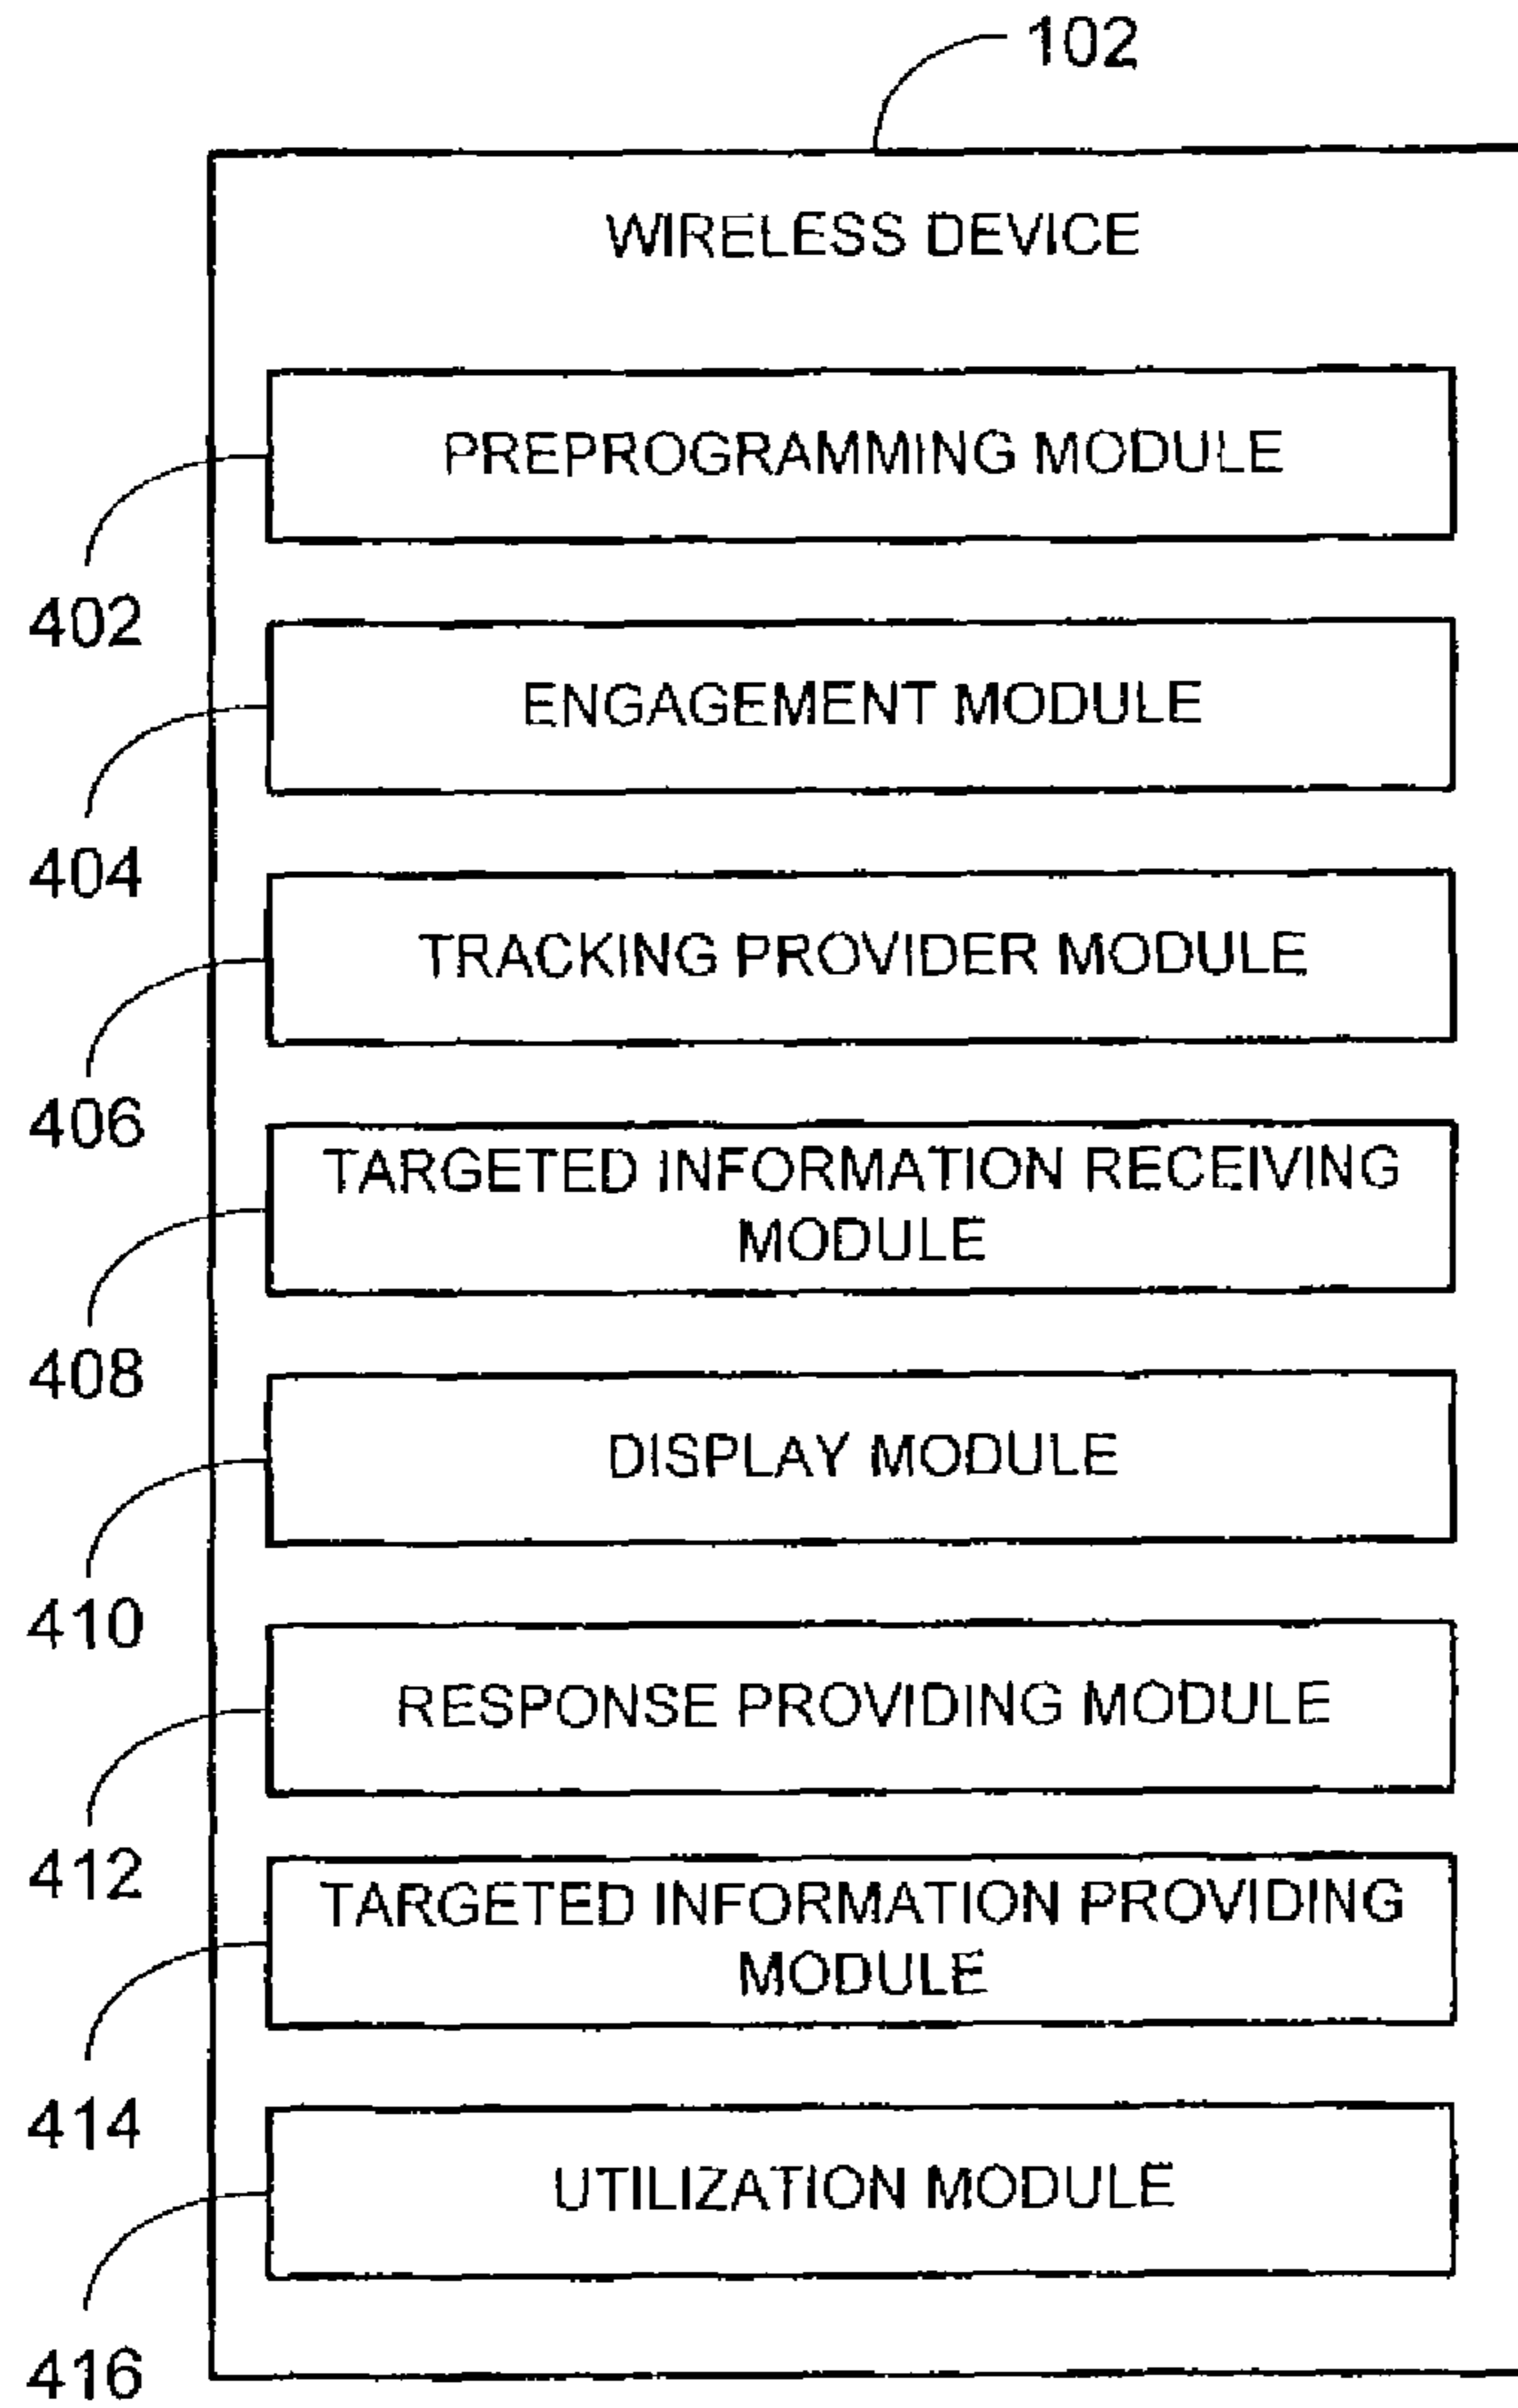 102
WIRELESS DEVICE
PREPROGRAMMING MODULE
402
ENGAGEMENT MODULE
404
TRACKING PROVIDER MODULE
406
TARGETED INFORMATION RECEIVING
MODULE
408
DISPLAY MODULE
410
RESPONSE PROVIDING MODULE
412
TARGETED INFORMATION PROVIDING
MODULE
414
UTILIZATION MODULE
416